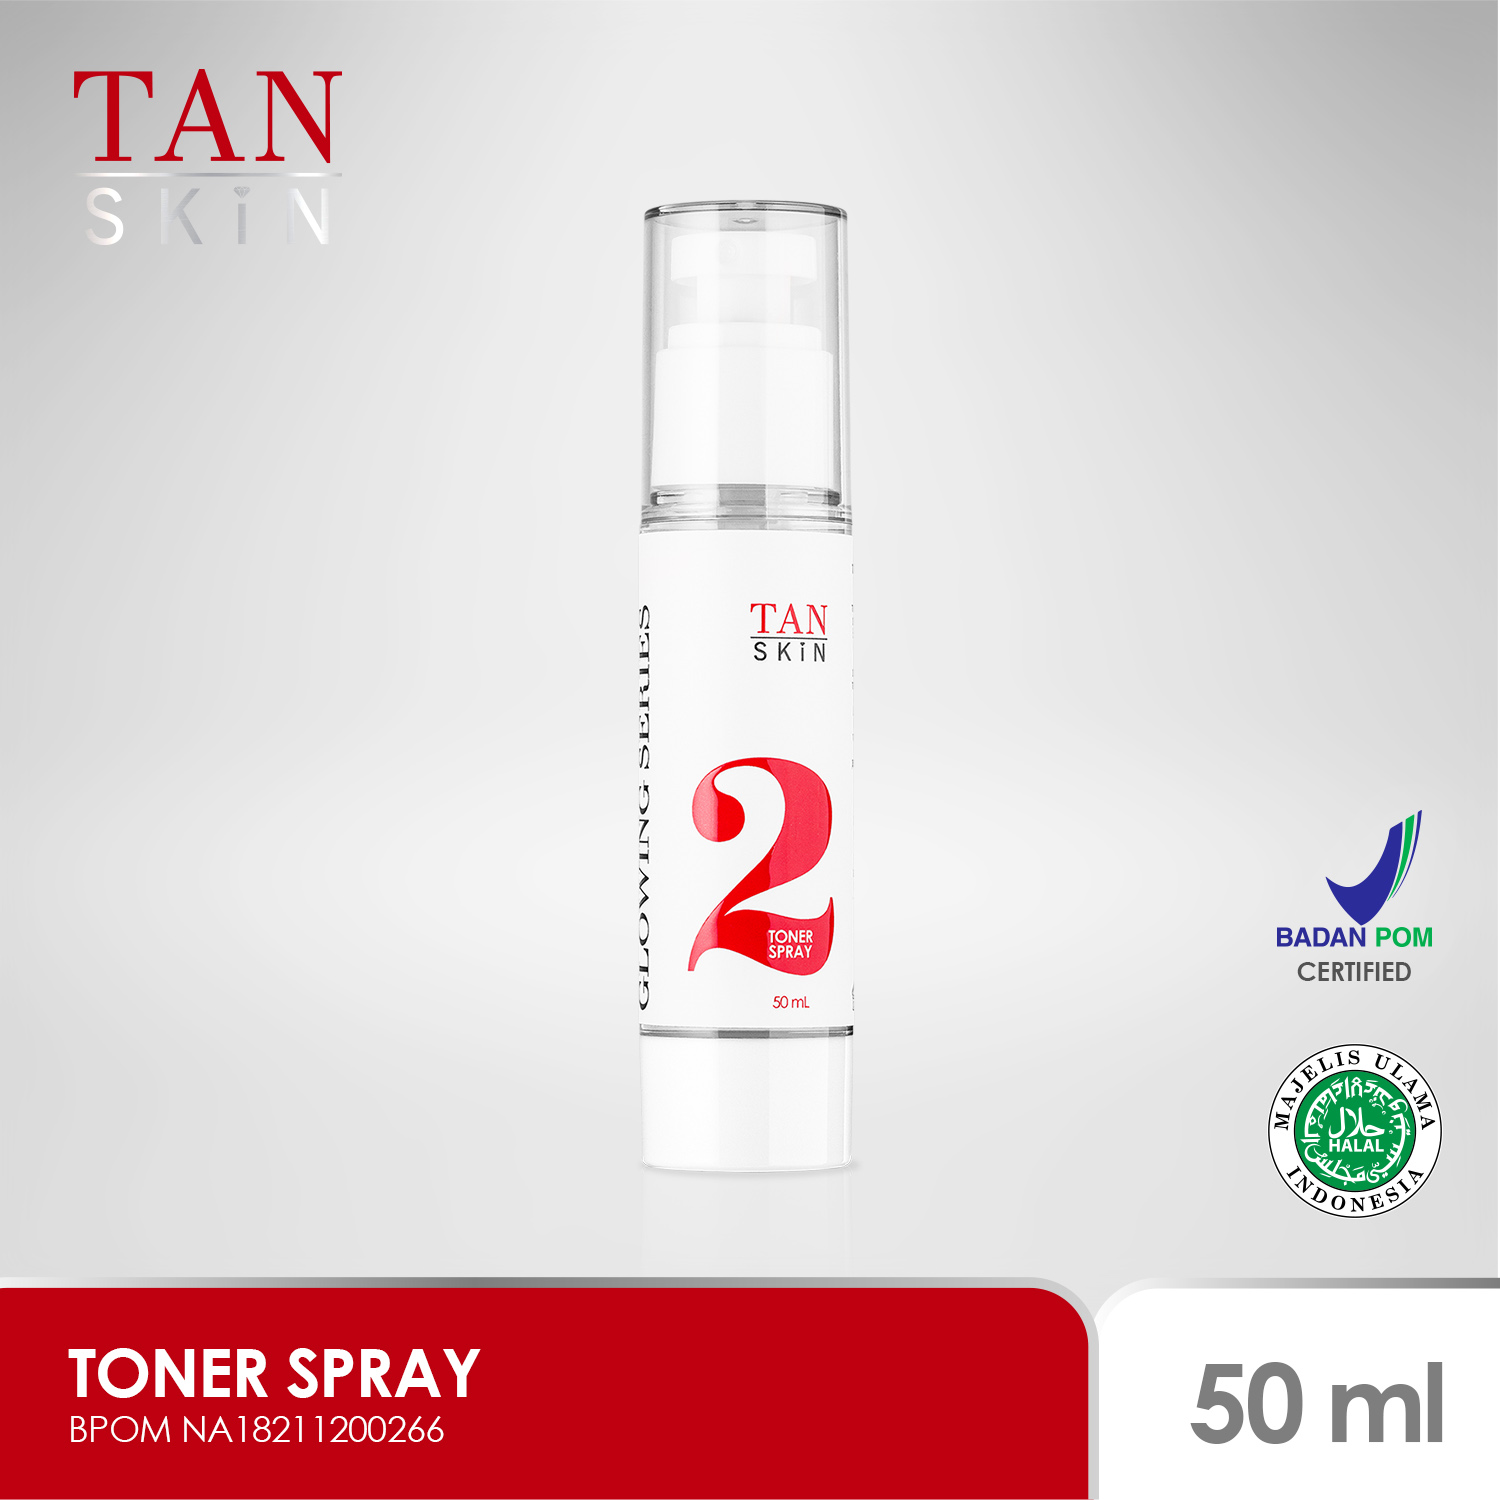 TAN
SKiN
GLOWING SERIES
TAN
SKiN
2
TONER
SPRAY
50 mL
BADAN POM
CERTIFIED
MAJELIS ULAMA
حلال
HALAL
INDONESIA
TONER SPRAY
BPOM NA18211200266
50 ml